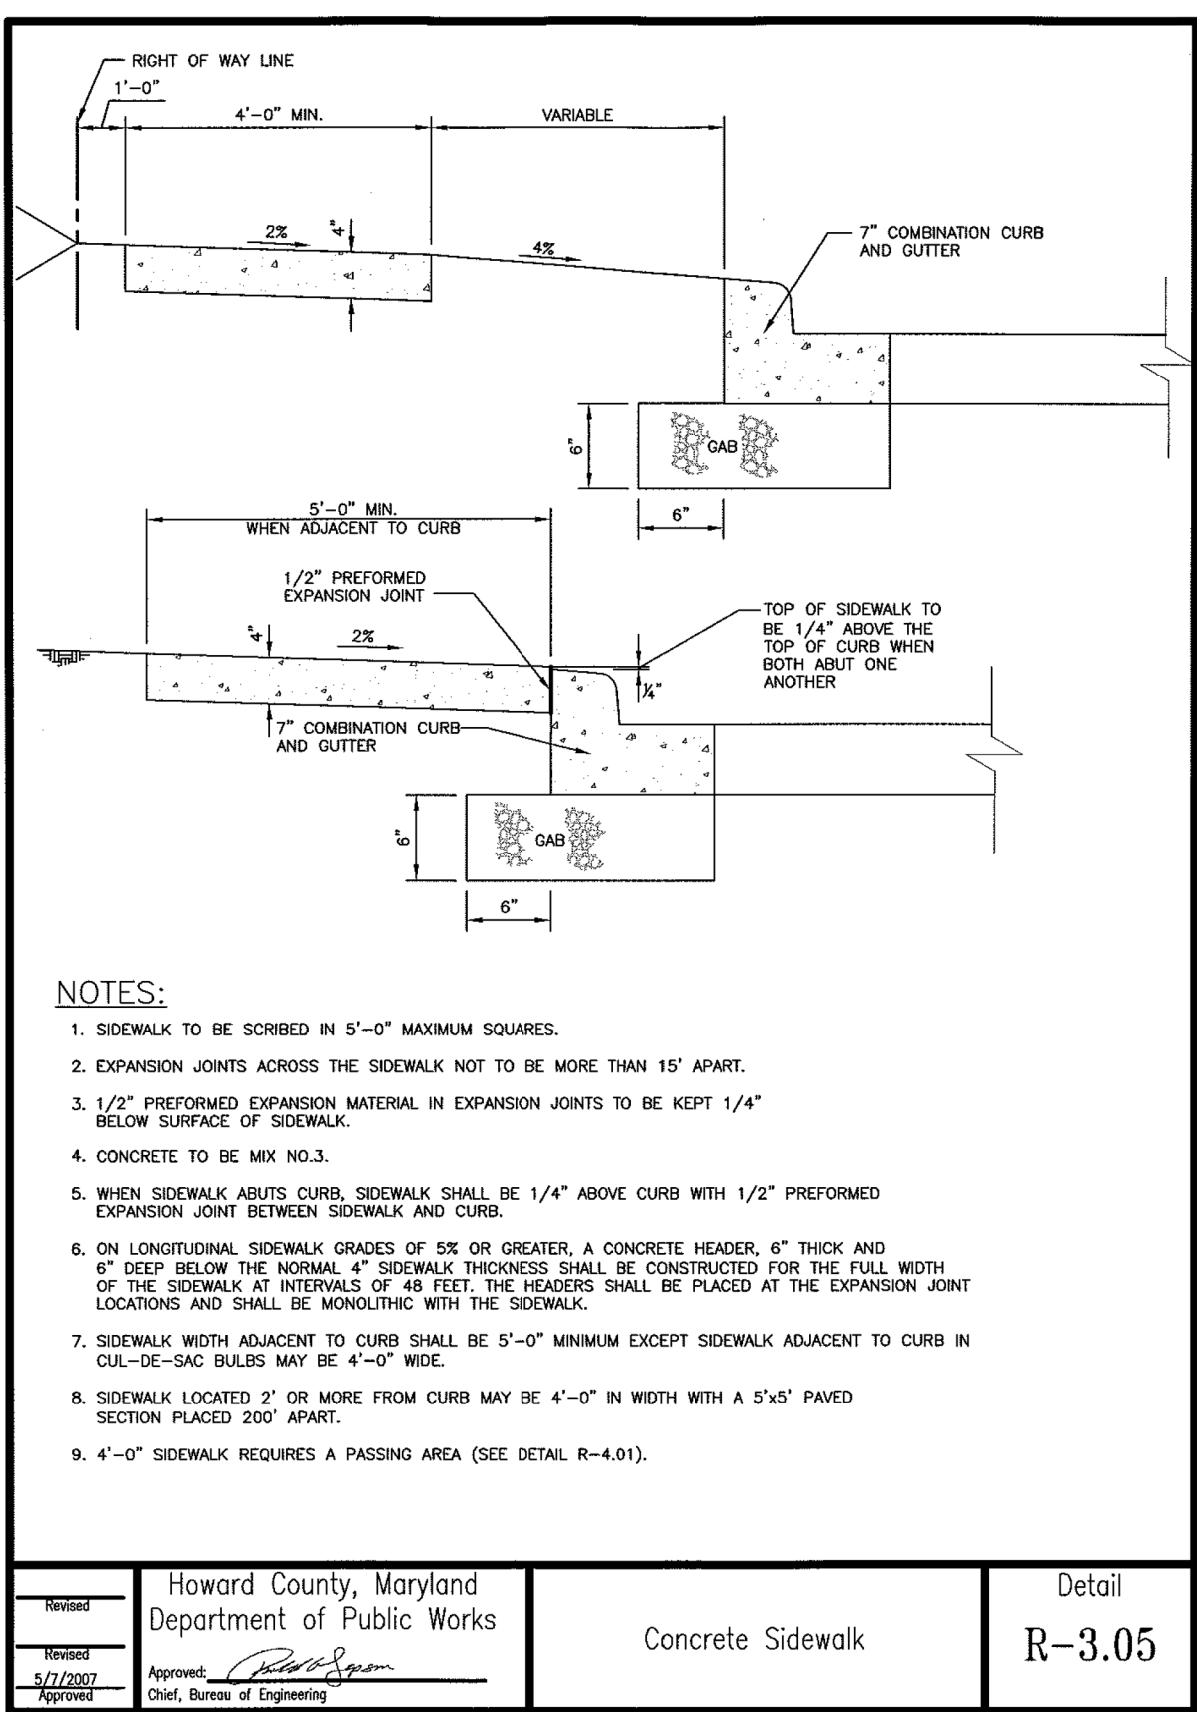 RIGHT OF WAY LINE
1'-0"
4'-0" MIN.
VARIABLE
2%
4"
4%
7" COMBINATION CURB
AND GUTTER
6"
GAB
6"
5'-0" MIN.
WHEN ADJACENT TO CURB
1/2" PREFORMED
EXPANSION JOINT
4"
2%
TOP OF SIDEWALK TO
BE 1/4" ABOVE THE
TOP OF CURB WHEN
BOTH ABUT ONE
ANOTHER
1/4"
7" COMBINATION CURB
AND GUTTER
6"
GAB
6"
NOTES:
1. SIDEWALK TO BE SCRIBED IN 5'-0" MAXIMUM SQUARES.
2. EXPANSION JOINTS ACROSS THE SIDEWALK NOT TO BE MORE THAN 15' APART.
3. 1/2" PREFORMED EXPANSION MATERIAL IN EXPANSION JOINTS TO BE KEPT 1/4"
BELOW SURFACE OF SIDEWALK.
4. CONCRETE TO BE MIX NO.3.
5. WHEN SIDEWALK ABUTS CURB, SIDEWALK SHALL BE 1/4" ABOVE CURB WITH 1/2" PREFORMED
EXPANSION JOINT BETWEEN SIDEWALK AND CURB.
6. ON LONGITUDINAL SIDEWALK GRADES OF 5% OR GREATER, A CONCRETE HEADER, 6" THICK AND
6" DEEP BELOW THE NORMAL 4" SIDEWALK THICKNESS SHALL BE CONSTRUCTED FOR THE FULL WIDTH
OF THE SIDEWALK AT INTERVALS OF 48 FEET. THE HEADERS SHALL BE PLACED AT THE EXPANSION JOINT
LOCATIONS AND SHALL BE MONOLITHIC WITH THE SIDEWALK.
7. SIDEWALK WIDTH ADJACENT TO CURB SHALL BE 5'-0" MINIMUM EXCEPT SIDEWALK ADJACENT TO CURB IN
CUL-DE-SAC BULBS MAY BE 4'-0" WIDE.
8. SIDEWALK LOCATED 2' OR MORE FROM CURB MAY BE 4'-0" IN WIDTH WITH A 5'x5' PAVED
SECTION PLACED 200' APART.
9. 4'-0" SIDEWALK REQUIRES A PASSING AREA (SEE DETAIL R-4.01).
Revised
Revised
5/7/2007
Approved
Howard County, Maryland
Department of Public Works
Approved:
Chief, Bureau of Engineering
Concrete Sidewalk
Detail
R-3.05